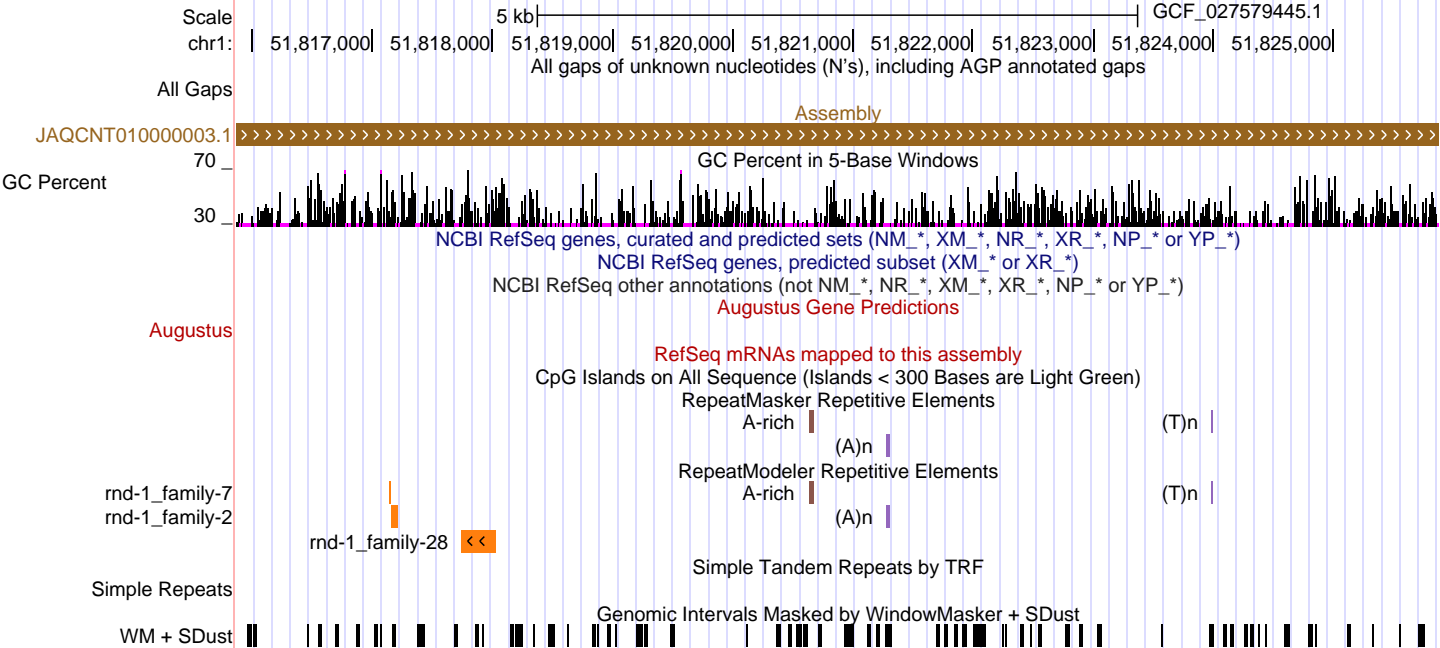 Scale 5 kb GCF_027579445.1
chr1: 51,817,000 51,818,000 51,819,000 51,820,000 51,821,000 51,822,000 51,823,000 51,824,000 51,825,000
All gaps of unknown nucleotides (N's), including AGP annotated gaps
All Gaps
Assembly
JAQCNT010000003.1
70
GC Percent in 5-Base Windows
GC Percent
30
NCBI RefSeq genes, curated and predicted sets (NM_*, XM_*, NR_*, XR_*, NP_* or YP_*)
NCBI RefSeq genes, predicted subset (XM_* or XR_*)
NCBI RefSeq other annotations (not NM_*, NR_*, XM_*, XR_*, NP_* or YP_*)
Augustus Gene Predictions
Augustus
RefSeq mRNAs mapped to this assembly
CpG Islands on All Sequence (Islands < 300 Bases are Light Green)
RepeatMasker Repetitive Elements
A-rich (T)n
(A)n
RepeatModeler Repetitive Elements
rnd-1_family-7 A-rich (T)n
rnd-1_family-2 (A)n
rnd-1_family-28
Simple Tandem Repeats by TRF
Simple Repeats
Genomic Intervals Masked by WindowMasker + SDust
WM + SDust